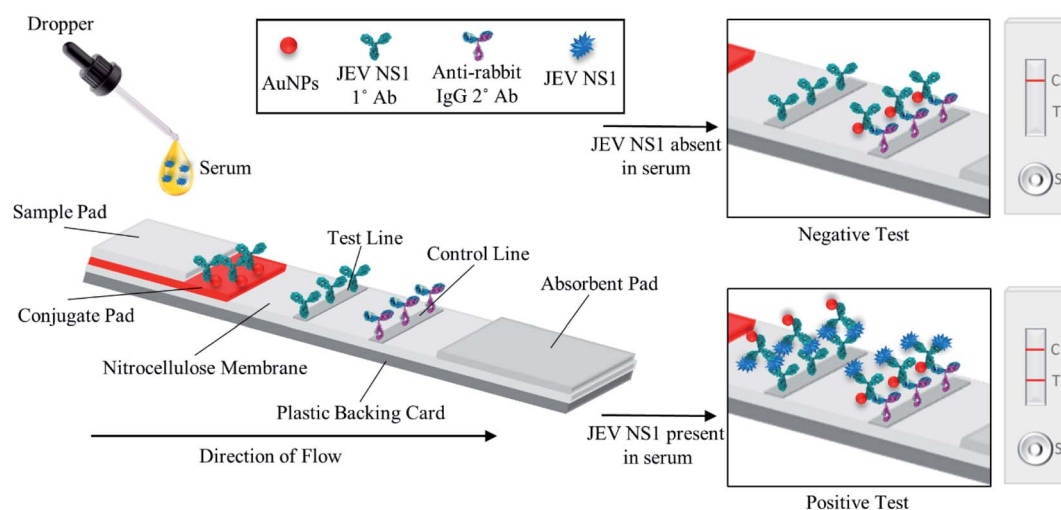 Dropper
Serum
AuNPs
JEV NS1
1° Ab
Anti-rabbit
IgG 2° Ab
JEV NS1
Sample Pad
Conjugate Pad
Nitrocellulose Membrane
Plastic Backing Card
Test Line
Control Line
Absorbent Pad
Direction of Flow
JEV NS1 absent
in serum
Negative Test
C
T
S
JEV NS1 present
in serum
Positive Test
C
T
S